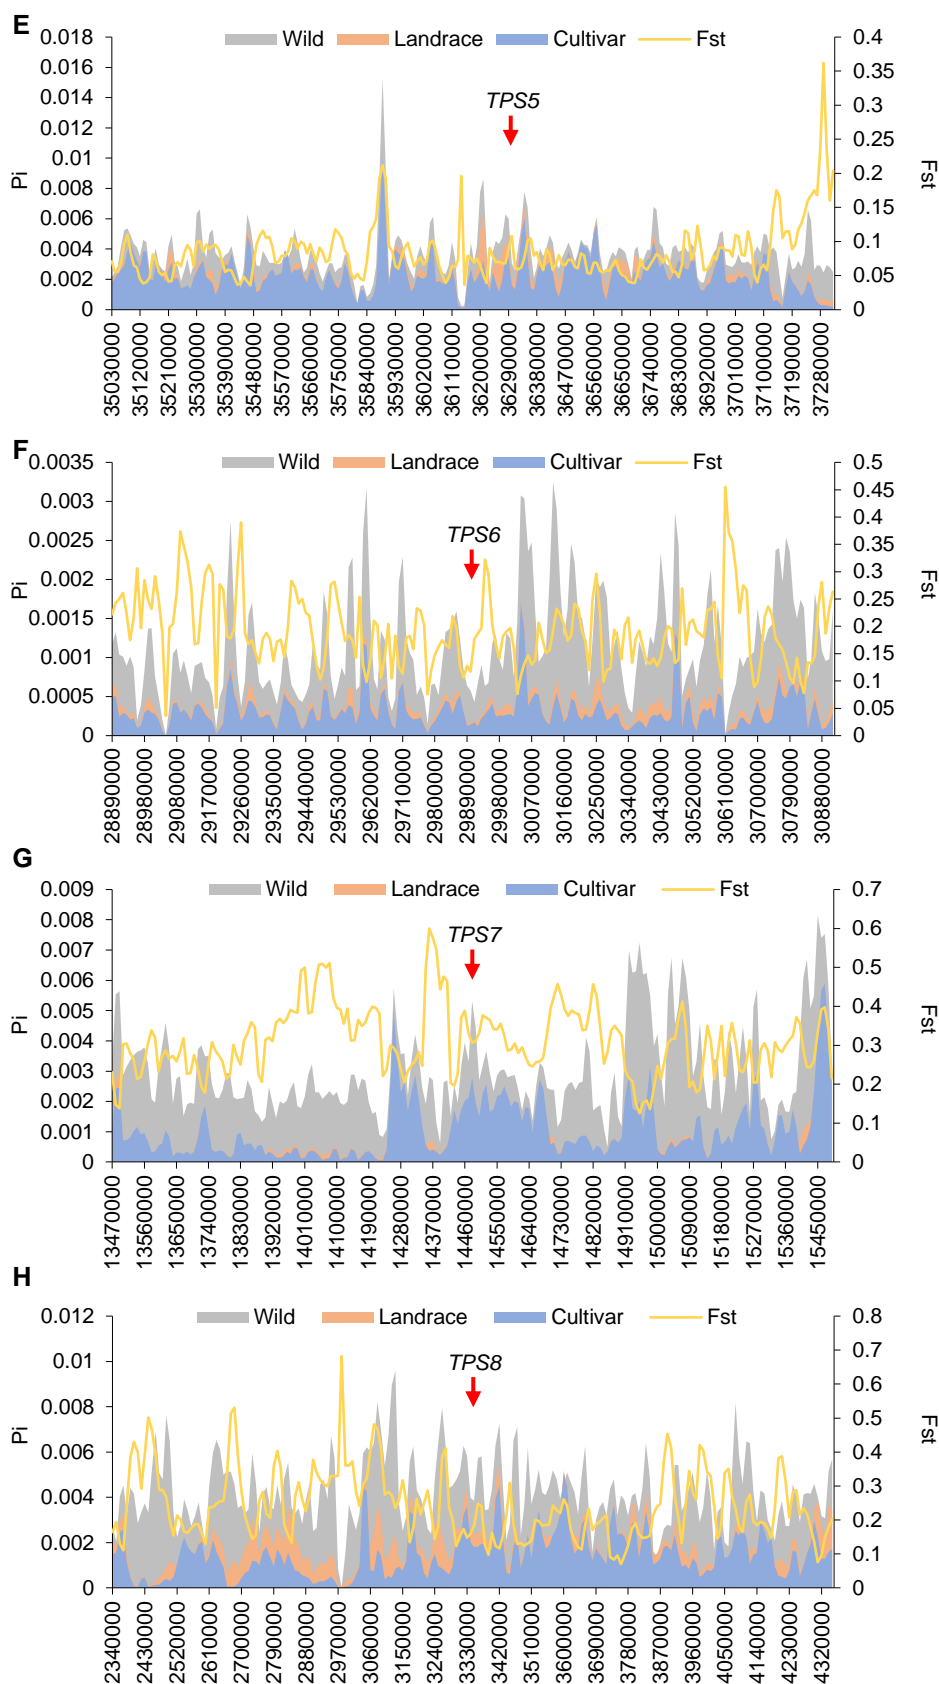 E
Wild Landrace Cultivar Fst
0.018 0.016 0.014 0.012 0.01 0.008 0.006 0.004 0.002 0
Pi
TPS5
0.4 0.35 0.3 0.25 0.2 0.15 0.1 0.05 0
Fst
35030000 35120000 35210000 35300000 35390000 35480000 35570000 35660000 35750000 35840000 35930000 36020000 36110000 36200000 36290000 36380000 36470000 36560000 36650000 36740000 36830000 36920000 37010000 37100000 37190000 37280000
F
Wild Landrace Cultivar Fst
0.0035 0.003 0.0025 0.002 0.0015 0.001 0.0005 0
Pi
TPS6
0.5 0.45 0.4 0.35 0.3 0.25 0.2 0.15 0.1 0.05 0
Fst
28890000 28980000 29080000 29170000 29260000 29350000 29440000 29530000 29620000 29710000 29800000 29890000 29980000 30070000 30160000 30250000 30340000 30430000 30520000 30610000 30700000 30790000 30880000
G
Wild Landrace Cultivar Fst
0.009 0.008 0.007 0.006 0.005 0.004 0.003 0.002 0.001 0
Pi
TPS7
0.7 0.6 0.5 0.4 0.3 0.2 0.1 0
Fst
13470000 13560000 13650000 13740000 13830000 13920000 14010000 14100000 14190000 14280000 14370000 14460000 14550000 14640000 14730000 14820000 14910000 15000000 15090000 15180000 15270000 15360000 15450000
H
Wild Landrace Cultivar Fst
0.012 0.01 0.008 0.006 0.004 0.002 0
Pi
TPS8
0.8 0.7 0.6 0.5 0.4 0.3 0.2 0.1 0
Fst
2340000 2430000 2520000 2610000 2700000 2790000 2880000 2970000 3060000 3150000 3240000 3330000 3420000 3510000 3600000 3690000 3780000 3870000 3960000 4050000 4140000 4230000 4320000